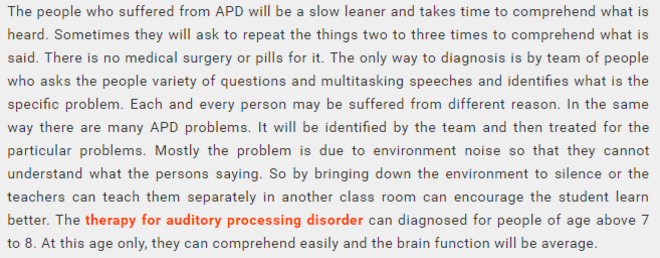 The people who suffered from APD will be a slow leaner and takes time to comprehend what is
heard. Sometimes they will ask to repeat the things two to three times to comprehend what is
said. There is no medical surgery or pills for it. The only way to diagnosis is by team of people
who asks the people variety of questions and multitasking speeches and identifies what is the
specific problem. Each and every person may be suffered from different reason. In the same
way there are many APD problems. It will be identified by the team and then treated for the
particular problems. Mostly the problem is due to environment noise so that they cannot
understand what the persons saying. So by bringing down the environment to silence or the
teachers can teach them separately in another class room can encourage the student learn
better. The therapy for auditory processing disorder can diagnosed for people of age above 7
to 8. At this age only, they can comprehend easily and the brain function will be average.